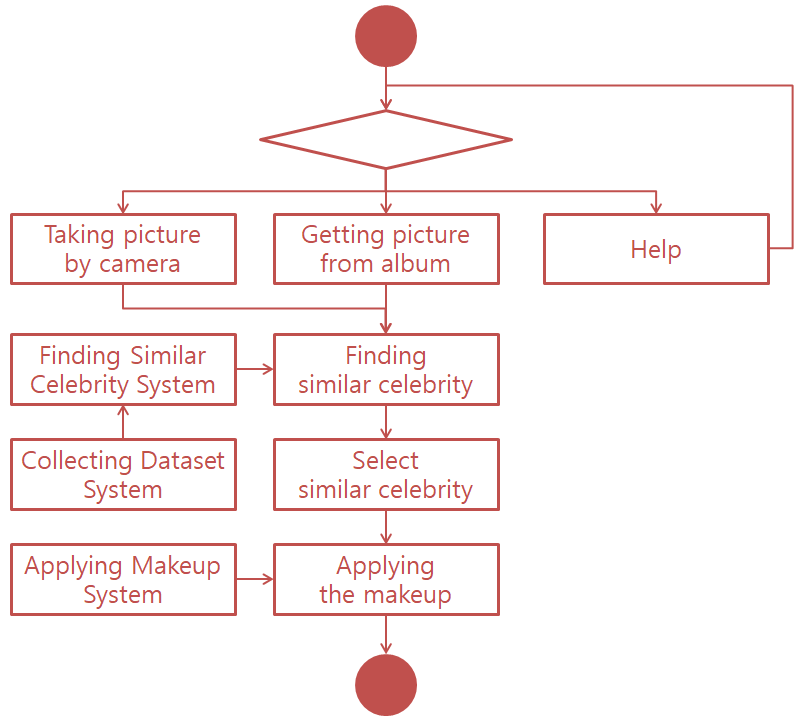 Taking picture
by camera
Getting picture
from album
Help
Finding Similar
Celebrity System
Finding
similar celebrity
Collecting Dataset
System
Select
similar celebrity
Applying Makeup
System
Applying
the makeup